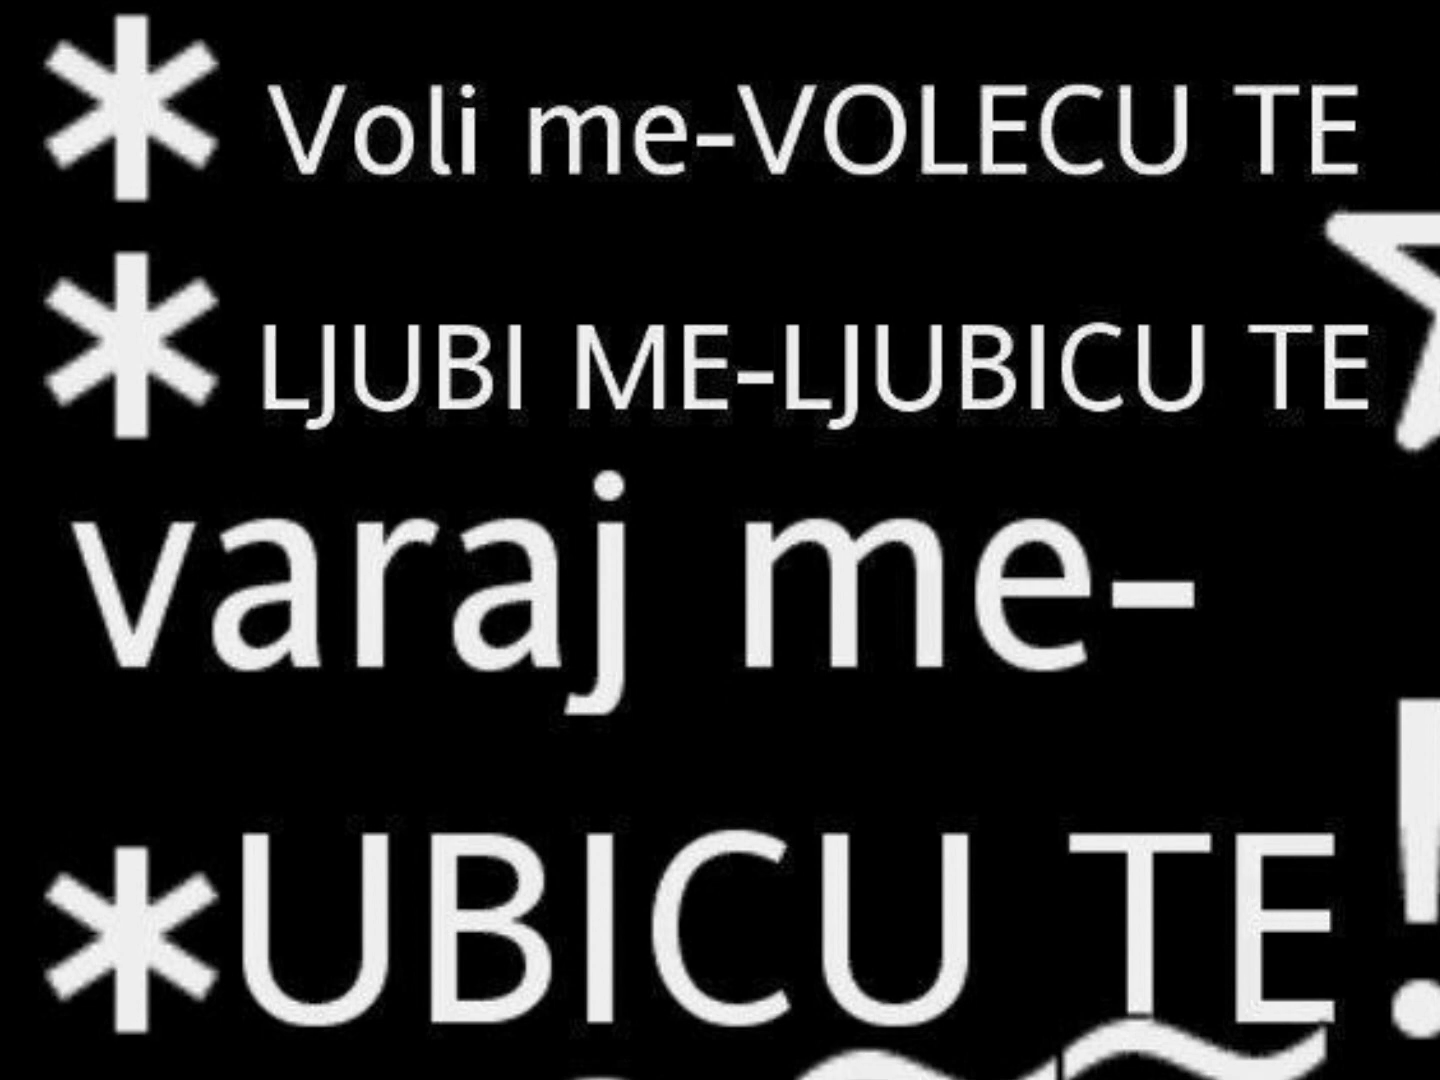 * Voli me-VOLECU TE
* LJUBI ME-LJUBICU TE
varaj me-
*UBICU TE!